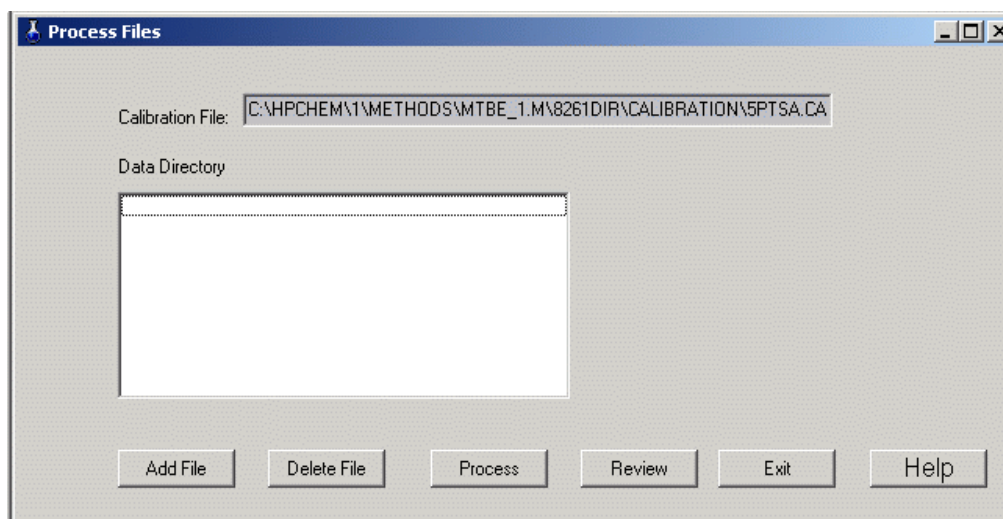 Process Files
Calibration File: C:\HPCHEM\1\METHODS\MTBE_1.M\8261DIR\CALIBRATION\5PTSA.CA
Data Directory
Add File Delete File Process Review Exit Help